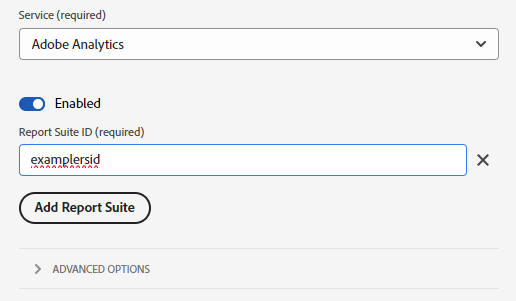 Service (required)
Adobe Analytics
Enabled
Report Suite ID (required)
examplersid
Add Report Suite
ADVANCED OPTIONS